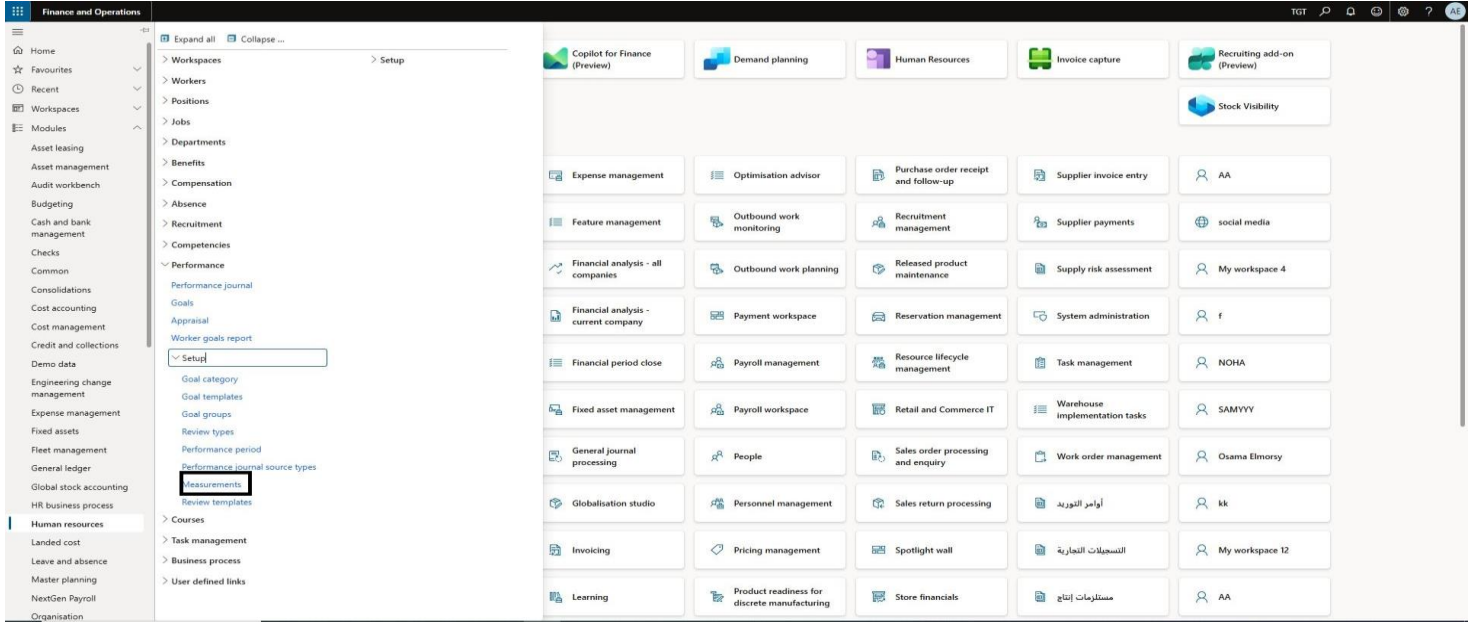 Finance and Operations
TGT
?
AE
Home
Favourites
Recent
Workspaces
Modules
Asset leasing
Asset management
Audit workbench
Budgeting
Cash and bank
management
Checks
Common
Consolidations
Cost accounting
Cost management
Credit and collections
Demo data
Engineering change
management
Expense management
Fixed assets
Fleet management
General ledger
Global stock accounting
HR business process
Human resources
Landed cost
Leave and absence
Master planning
NextGen Payroll
Organisation
Expand all
Collapse ...
Workspaces
Workers
Positions
Jobs
Departments
Benefits
Compensation
Absence
Recruitment
Competencies
Performance
Performance journal
Goals
Appraisal
Worker goals report
Setup
Goal category
Goal templates
Goal groups
Review types
Performance period
Performance journal source types
Measurements
Review templates
Courses
Task management
Business process
User defined links
Setup
Copilot for Finance
(Preview)
Demand planning
Human Resources
Invoice capture
Recruiting add-on
(Preview)
Stock Visibility
Expense management
Optimisation advisor
Purchase order receipt
and follow-up
Supplier invoice entry
AA
Feature management
Outbound work
monitoring
Recruitment
management
Supplier payments
social media
Financial analysis - all
companies
Outbound work planning
Released product
maintenance
Supply risk assessment
My workspace 4
Financial analysis -
current company
Payment workspace
Reservation management
System administration
f
Financial period close
Payroll management
Resource lifecycle
management
Task management
NOHA
Fixed asset management
Payroll workspace
Retail and Commerce IT
Warehouse
implementation tasks
SAMYYY
General journal
processing
People
Sales order processing
and enquiry
Work order management
Osama Elmorsy
Globalisation studio
Personnel management
Sales return processing
أوامر التوريد
kk
Invoicing
Pricing management
Spotlight wall
التسجيلات التجارية
My workspace 12
Learning
Product readiness for
discrete manufacturing
Store financials
مستلزمات إنتاج
AA